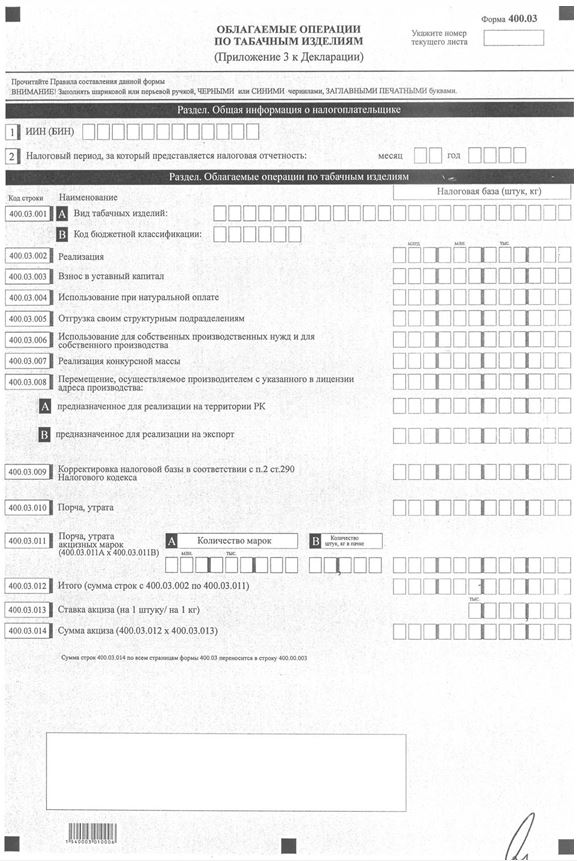 Форма 400.03
ОБЛАГАЕМЫЕ ОПЕРАЦИИ
ПО ТАБАЧНЫМ ИЗДЕЛИЯМ
(Приложение 3 к Декларации)
Укажите номер
текущего листа
Прочитайте Правила составления данной формы
ВНИМАНИЕ! Заполнять шариковой или перьевой ручкой, ЧЕРНЫМИ или СИНИМИ чернилами, ЗАГЛАВНЫМИ ПЕЧАТНЫМИ буквами.
Раздел. Общая информация о налогоплательщике
1 ИИН (БИН)
2 Налоговый период, за который представляется налоговая отчетность: месяц год
Раздел. Облагаемые операции по табачным изделиям
Код строки Наименование Налоговая база (штук, кг)
400.03.001 A Вид табачных изделий:
B Код бюджетной классификации:
млрд. млн. тыс.
400.03.002 Реализация
400.03.003 Взнос в уставный капитал
400.03.004 Использование при натуральной оплате
400.03.005 Отгрузка своим структурным подразделениям
400.03.006 Использование для собственных производственных нужд и для
собственного производства
400.03.007 Реализация конкурсной массы
400.03.008 Перемещение, осуществляемое производителем с указанного в лицензии
адреса производства:
A предназначенное для реализации на территории РК
B предназначенное для реализации на экспорт
400.03.009 Корректировка налоговой базы в соответствии с п.2 ст.290
Налогового кодекса
400.03.010 Порча, утрата
400.03.011 Порча, утрата
акцизных марок
(400.03.011A x 400.03.011B)
A Количество марок
млн. тыс.
B Количество
штук, кг в пачке
400.03.012 Итого (сумма строк с 400.03.002 по 400.03.011)
тыс.
400.03.013 Ставка акциза (на 1 штуку/ на 1 кг)
400.03.014 Сумма акциза (400.03.012 x 400.03.013)
Сумма строк 400.03.014 по всем страницам формы 400.03 переносится в строку 400.00.003